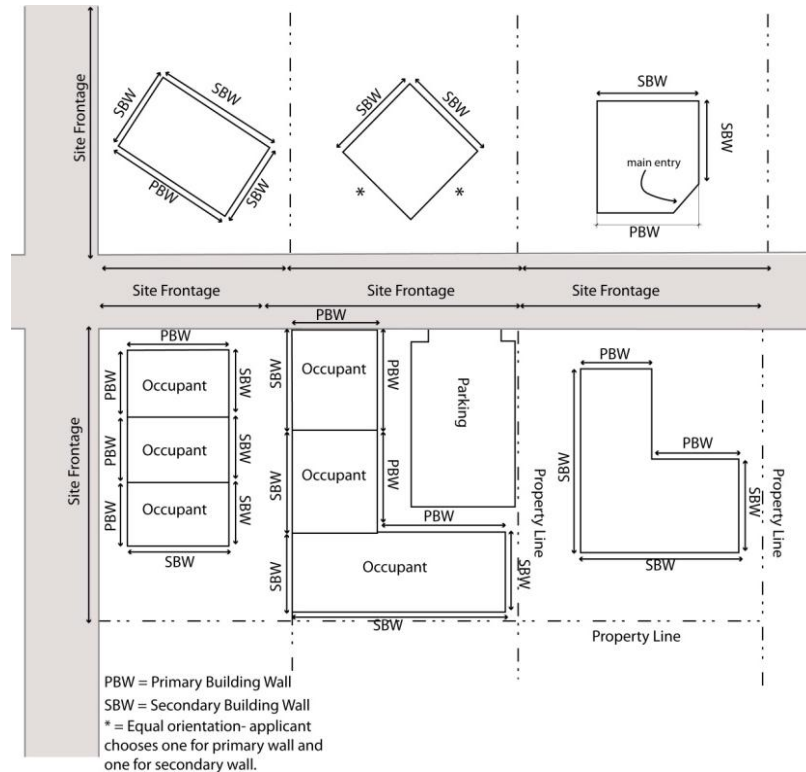 Site Frontage
SBW
SBW
PBW
SBW
SBW
SBW
*
*
SBW
SBW
main entry
PBW
Site Frontage
Site Frontage
Site Frontage
Site Frontage
PBW
PBW
Occupant
SBW
PBW
Occupant
SBW
PBW
Occupant
SBW
SBW
PBW
SBW
Occupant
PBW
SBW
Occupant
PBW
SBW
Occupant
PBW
SBW
SBW
Parking
Property Line
PBW
SBW
PBW
SBW
SBW
Property Line
Property Line
PBW = Primary Building Wall
SBW = Secondary Building Wall
* = Equal orientation- applicant
chooses one for primary wall and
one for secondary wall.